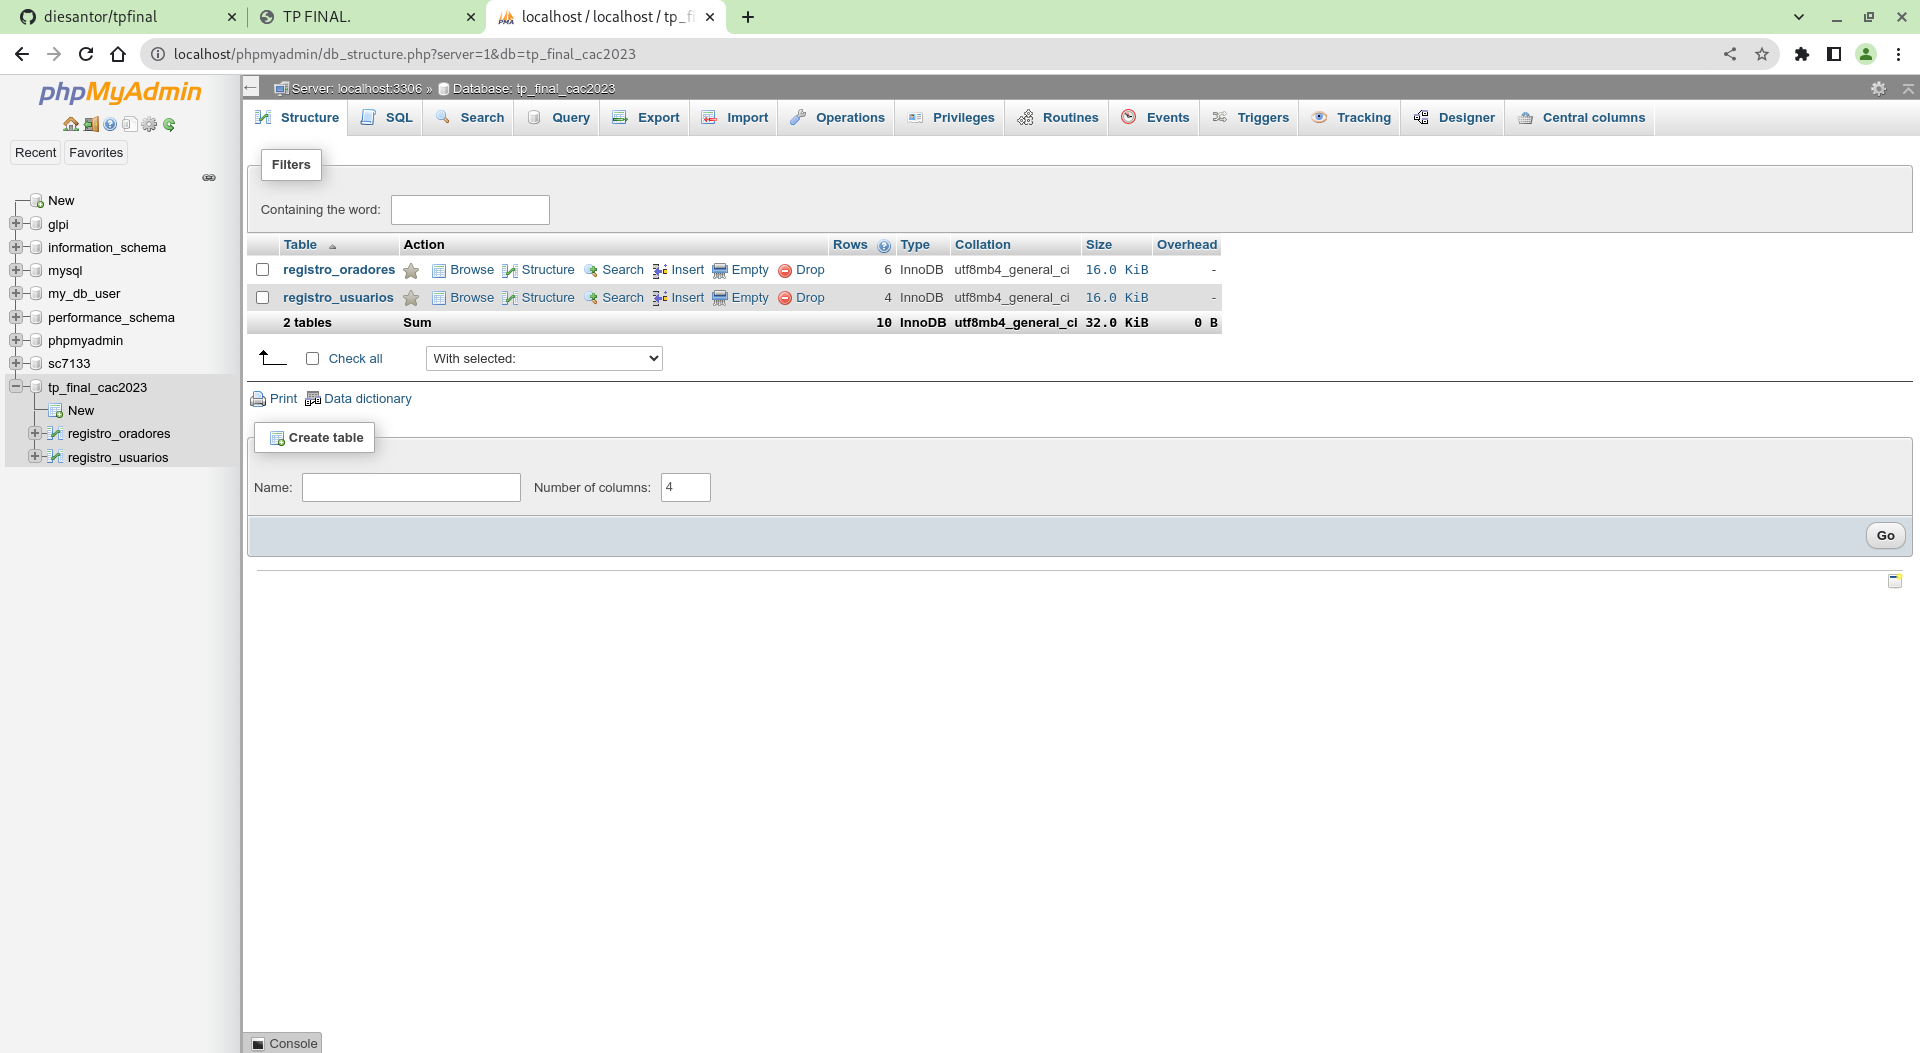 diesantor/tpfinal
TP FINAL.
localhost / localhost / tp_fi
localhost/phpmyadmin/db_structure.php?server=1&db=tp_final_cac2023
phpMyAdmin
Recent
Favorites
New
glpi
information_schema
mysql
my_db_user
performance_schema
phpmyadmin
sc7133
tp_final_cac2023
New
registro_oradores
registro_usuarios
Server: localhost:3306 » Database: tp_final_cac2023
Structure SQL Search Query Export Import Operations Privileges Routines Events Triggers Tracking Designer Central columns
Filters
Containing the word:
Table Action Rows Type Collation Size Overhead
registro_oradores Browse Structure Search Insert Empty Drop 6 InnoDB utf8mb4_general_ci 16.0 KiB -
registro_usuarios Browse Structure Search Insert Empty Drop 4 InnoDB utf8mb4_general_ci 16.0 KiB -
2 tables Sum 10 InnoDB utf8mb4_general_ci 32.0 KiB 0 B
Check all With selected:
Print Data dictionary
Create table
Name: Number of columns: 4
Go
Console